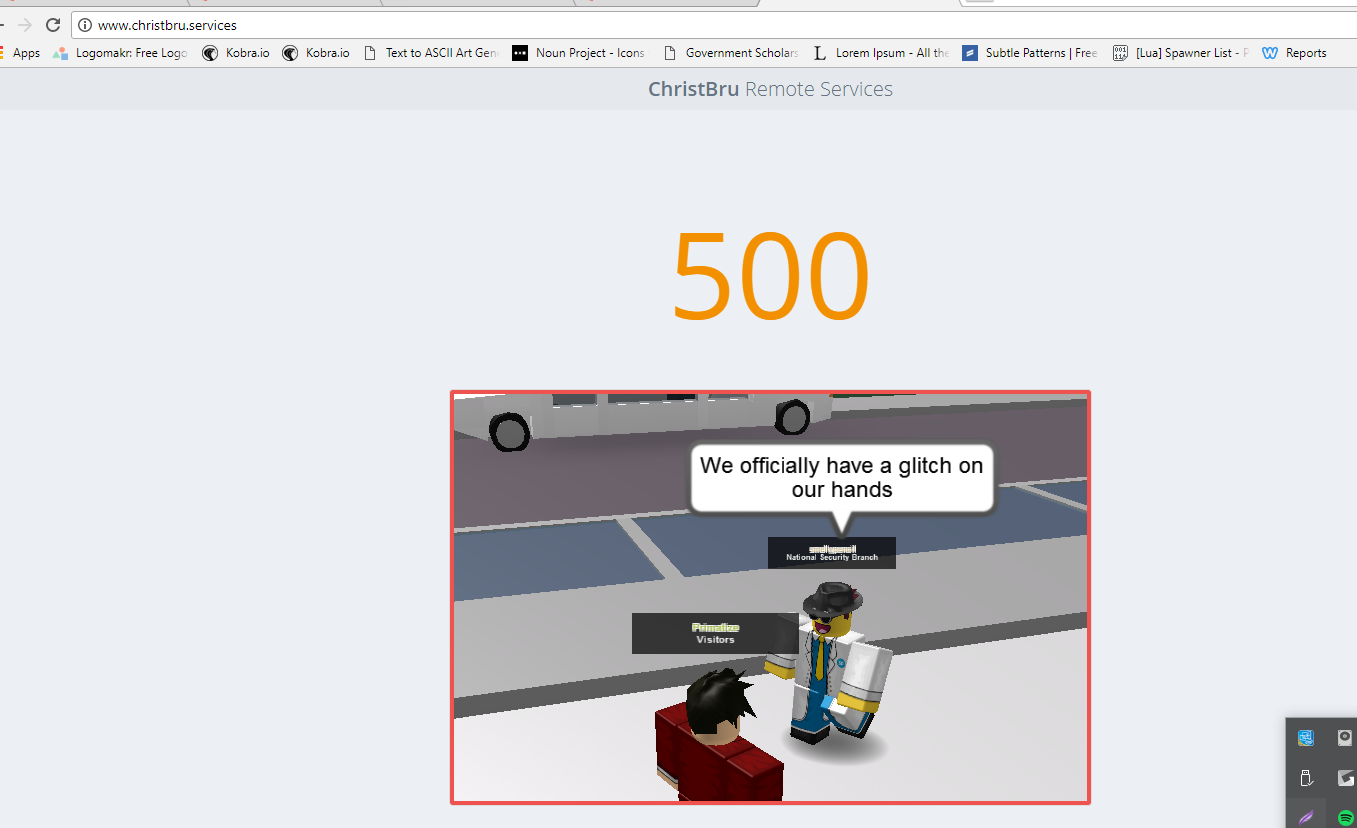 www.christbru.services
Apps Logomakr: Free Logo Kobra.io Kobra.io Text to ASCII Art Gen Noun Project - Icons Government Scholars Lorem Ipsum - All the Subtle Patterns | Free [Lua] Spawner List - Reports
ChristBru Remote Services
500
We officially have a glitch on
our hands
National Security Branch
Primatize
Visitors